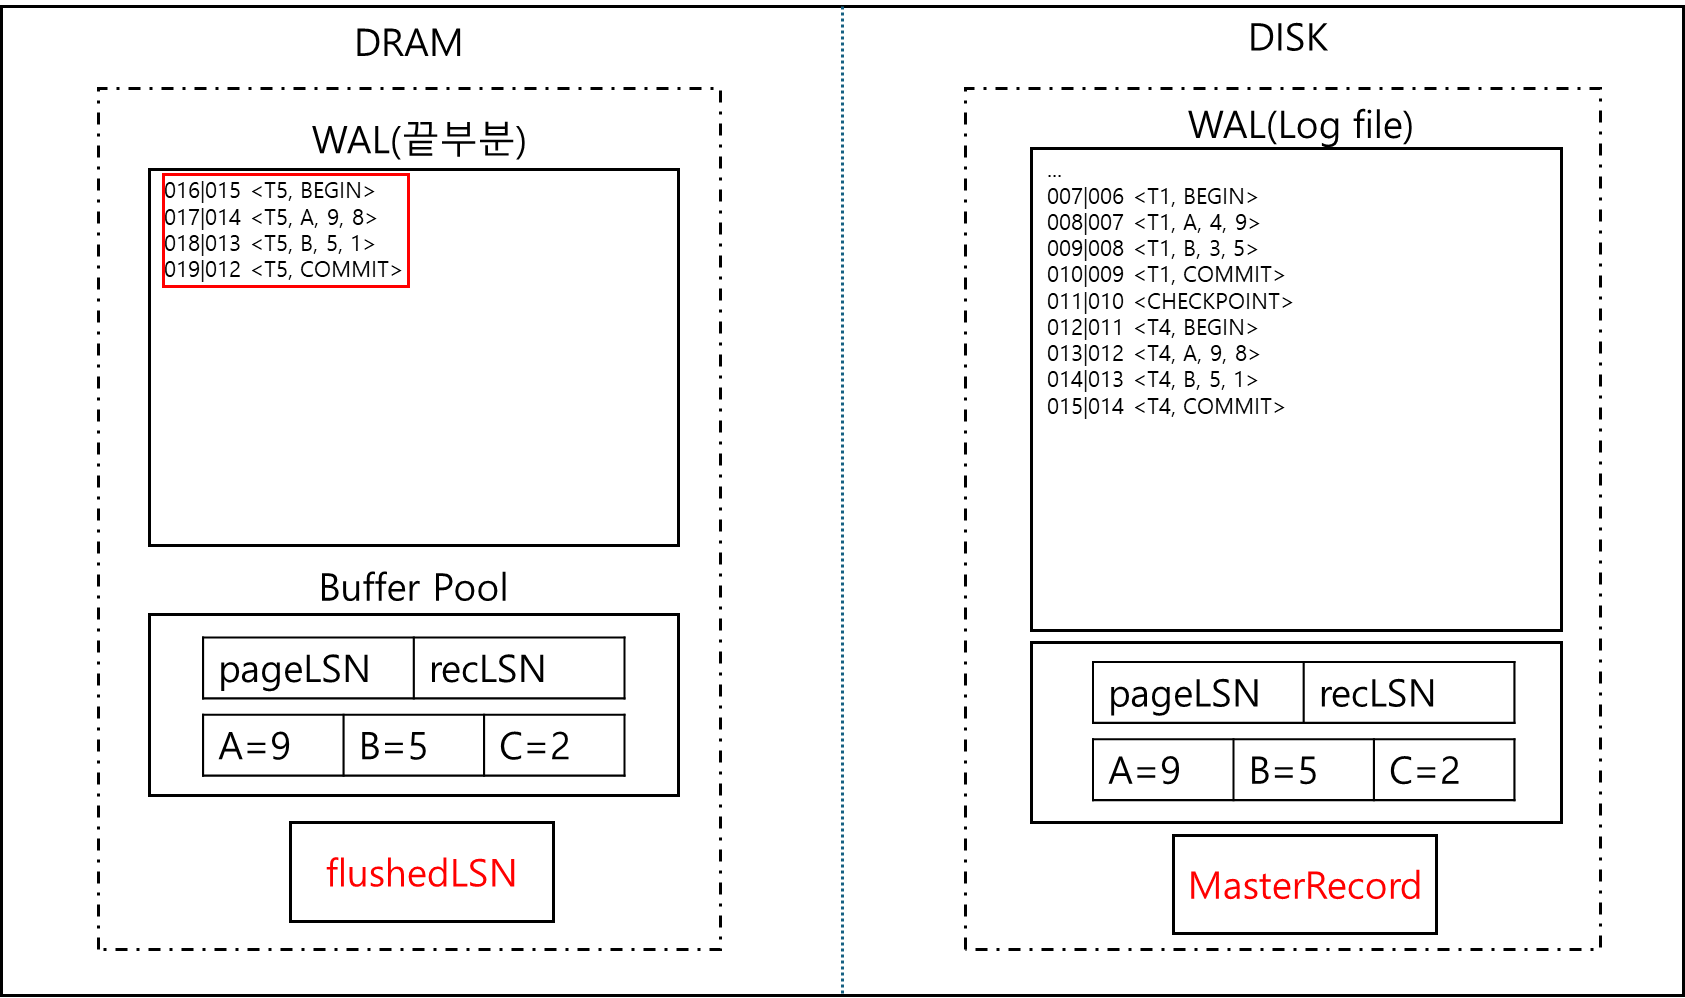 DRAM
WAL(끝부분)
016|015 <T5, BEGIN>
017|014 <T5, A, 9, 8>
018|013 <T5, B, 5, 1>
019|012 <T5, COMMIT>
Buffer Pool
pageLSN recLSN
A=9 B=5 C=2
flushedLSN
DISK
WAL(Log file)
...
007|006 <T1, BEGIN>
008|007 <T1, A, 4, 9>
009|008 <T1, B, 3, 5>
010|009 <T1, COMMIT>
011|010 <CHECKPOINT>
012|011 <T4, BEGIN>
013|012 <T4, A, 9, 8>
014|013 <T4, B, 5, 1>
015|014 <T4, COMMIT>
pageLSN recLSN
A=9 B=5 C=2
MasterRecord